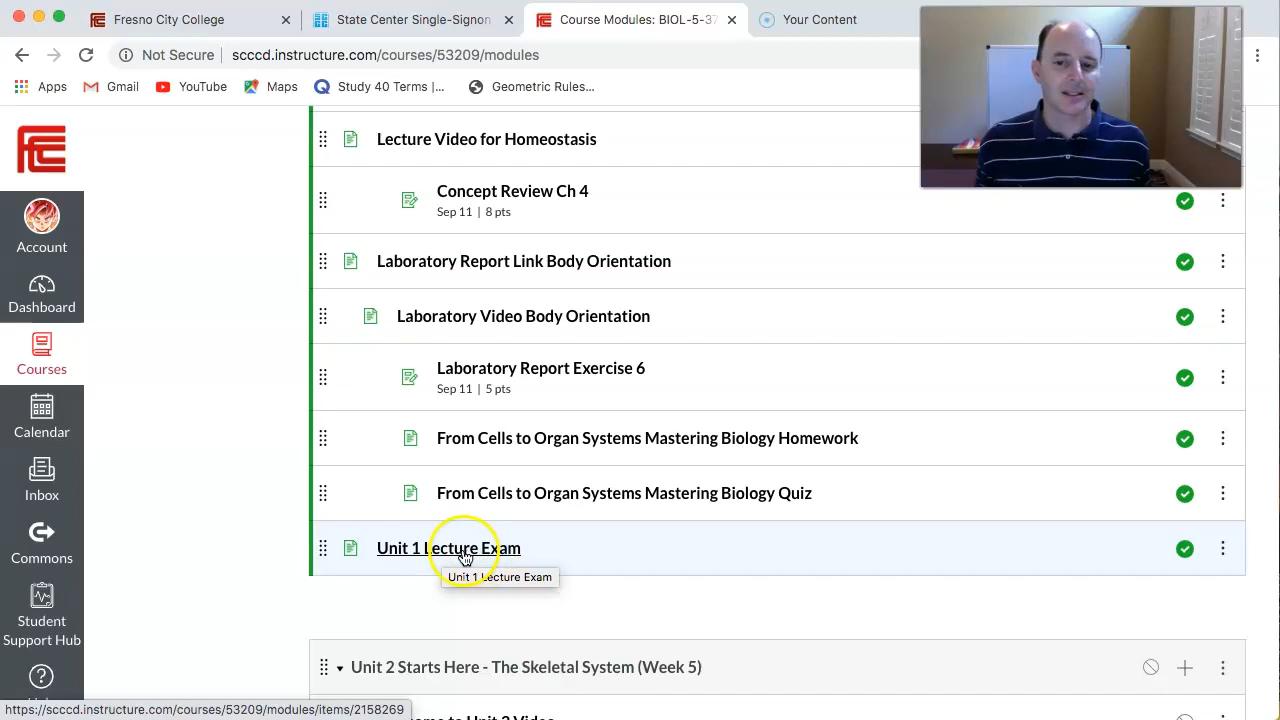 Fresno City College
State Center Single-Signon
Course Modules: BIOL-5-37
Your Content
Not Secure
scccd.instructure.com/courses/53209/modules
Apps
Gmail
YouTube
Maps
Study 40 Terms |...
Geometric Rules...
Account
Dashboard
Courses
Calendar
Inbox
Commons
Student
Support Hub
Lecture Video for Homeostasis
Concept Review Ch 4
Sep 11 | 8 pts
Laboratory Report Link Body Orientation
Laboratory Video Body Orientation
Laboratory Report Exercise 6
Sep 11 | 5 pts
From Cells to Organ Systems Mastering Biology Homework
From Cells to Organ Systems Mastering Biology Quiz
Unit 1 Lecture Exam
Unit 1 Lecture Exam
Unit 2 Starts Here - The Skeletal System (Week 5)
https://scccd.instructure.com/courses/53209/modules/items/2158269